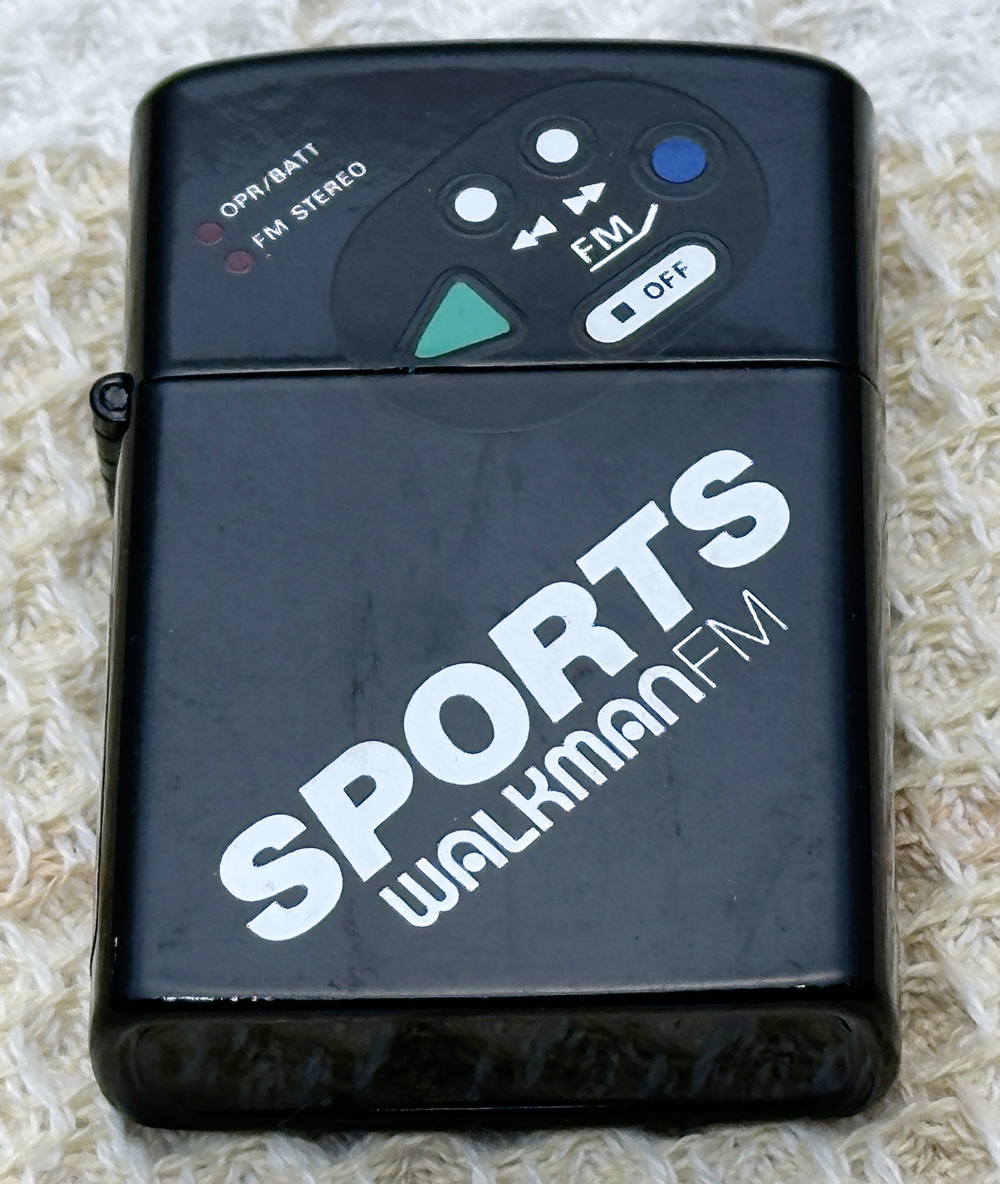 OPR/BATT
FM STEREO
FM
OFF
SPORTS
WALKMAN FM